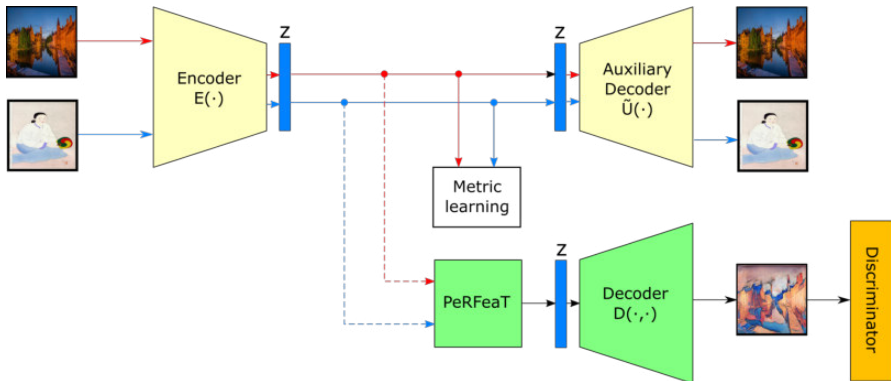 Encoder
E(·)
Z
Z
Auxiliary
Decoder
Ũ(·)
Metric
learning
PeRFeaT
Z
Decoder
D(·,·)
Discriminator